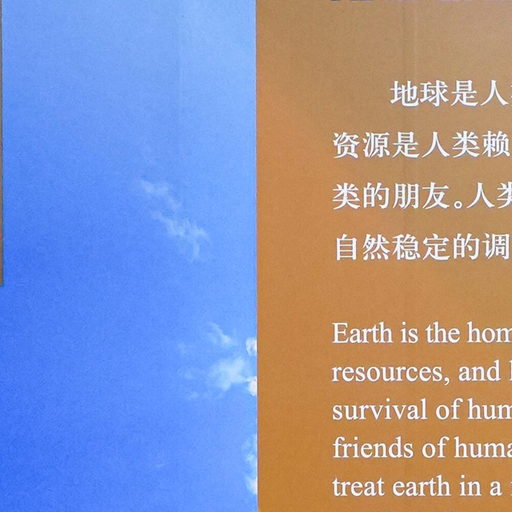 地球是人
资源是人类赖
类的朋友。人类
自然稳定的调
Earth is the hom
resources, and
survival of hum
friends of huma
treat earth in a